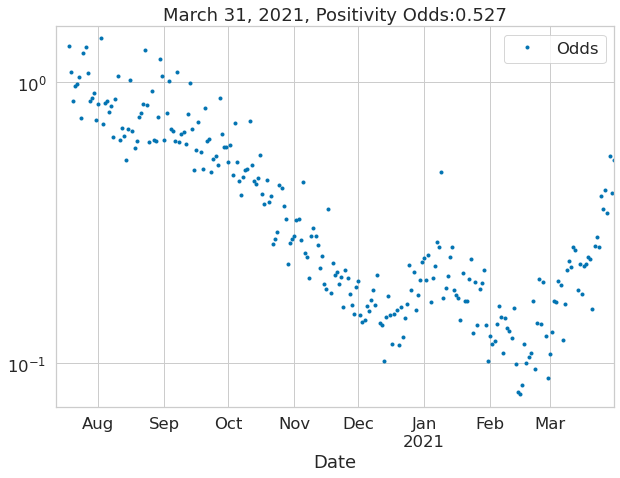 March 31, 2021, Positivity Odds:0.527
Odds
10⁰
10⁻¹
Aug Sep Oct Nov Dec Jan Feb Mar
2021
Date